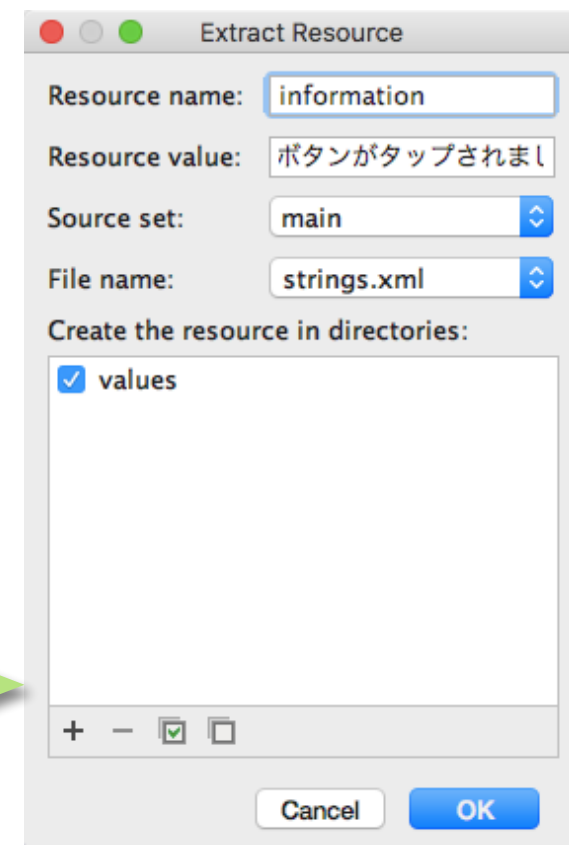 Extract Resource
Resource name: information
Resource value: ボタンがタップされまし
Source set: main
File name: strings.xml
Create the resource in directories:
values
Cancel OK